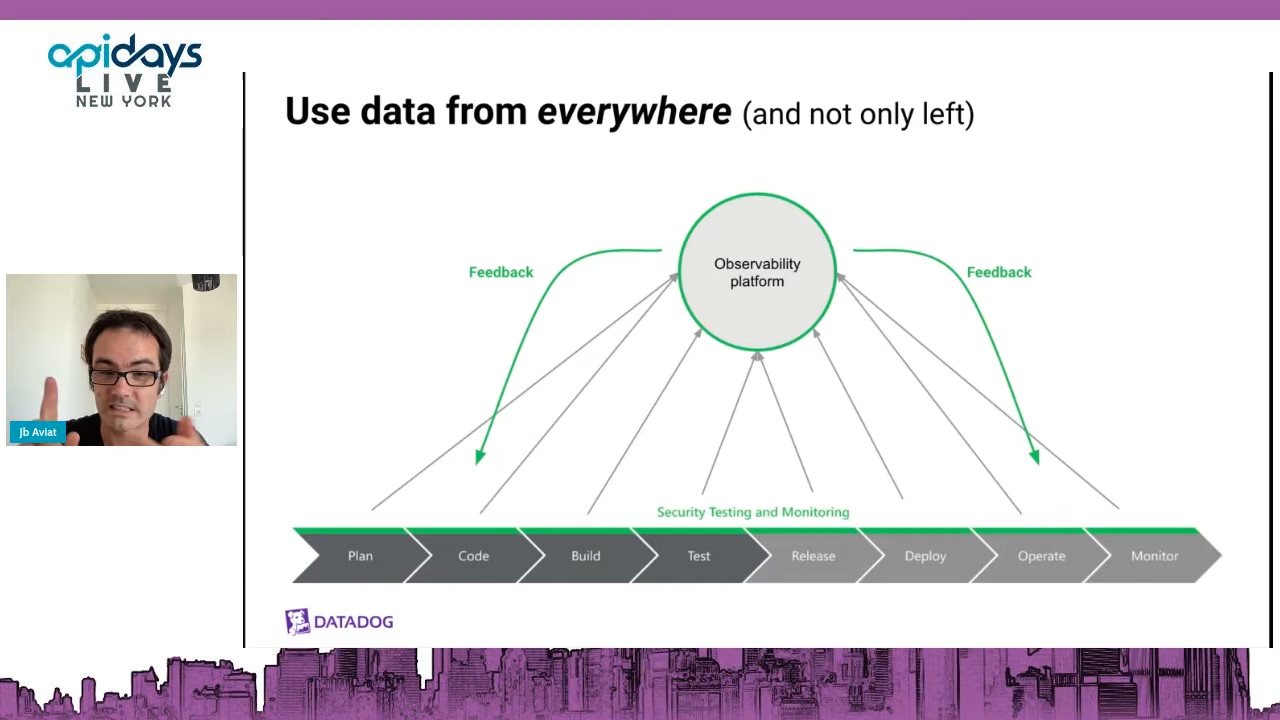 apidays
LIVE
NEW YORK
Use data from everywhere (and not only left)
Observability
platform
Feedback
Feedback
Jb Aviat
Security Testing and Monitoring
Plan
Code
Build
Test
Release
Deploy
Operate
Monitor
DATADOG